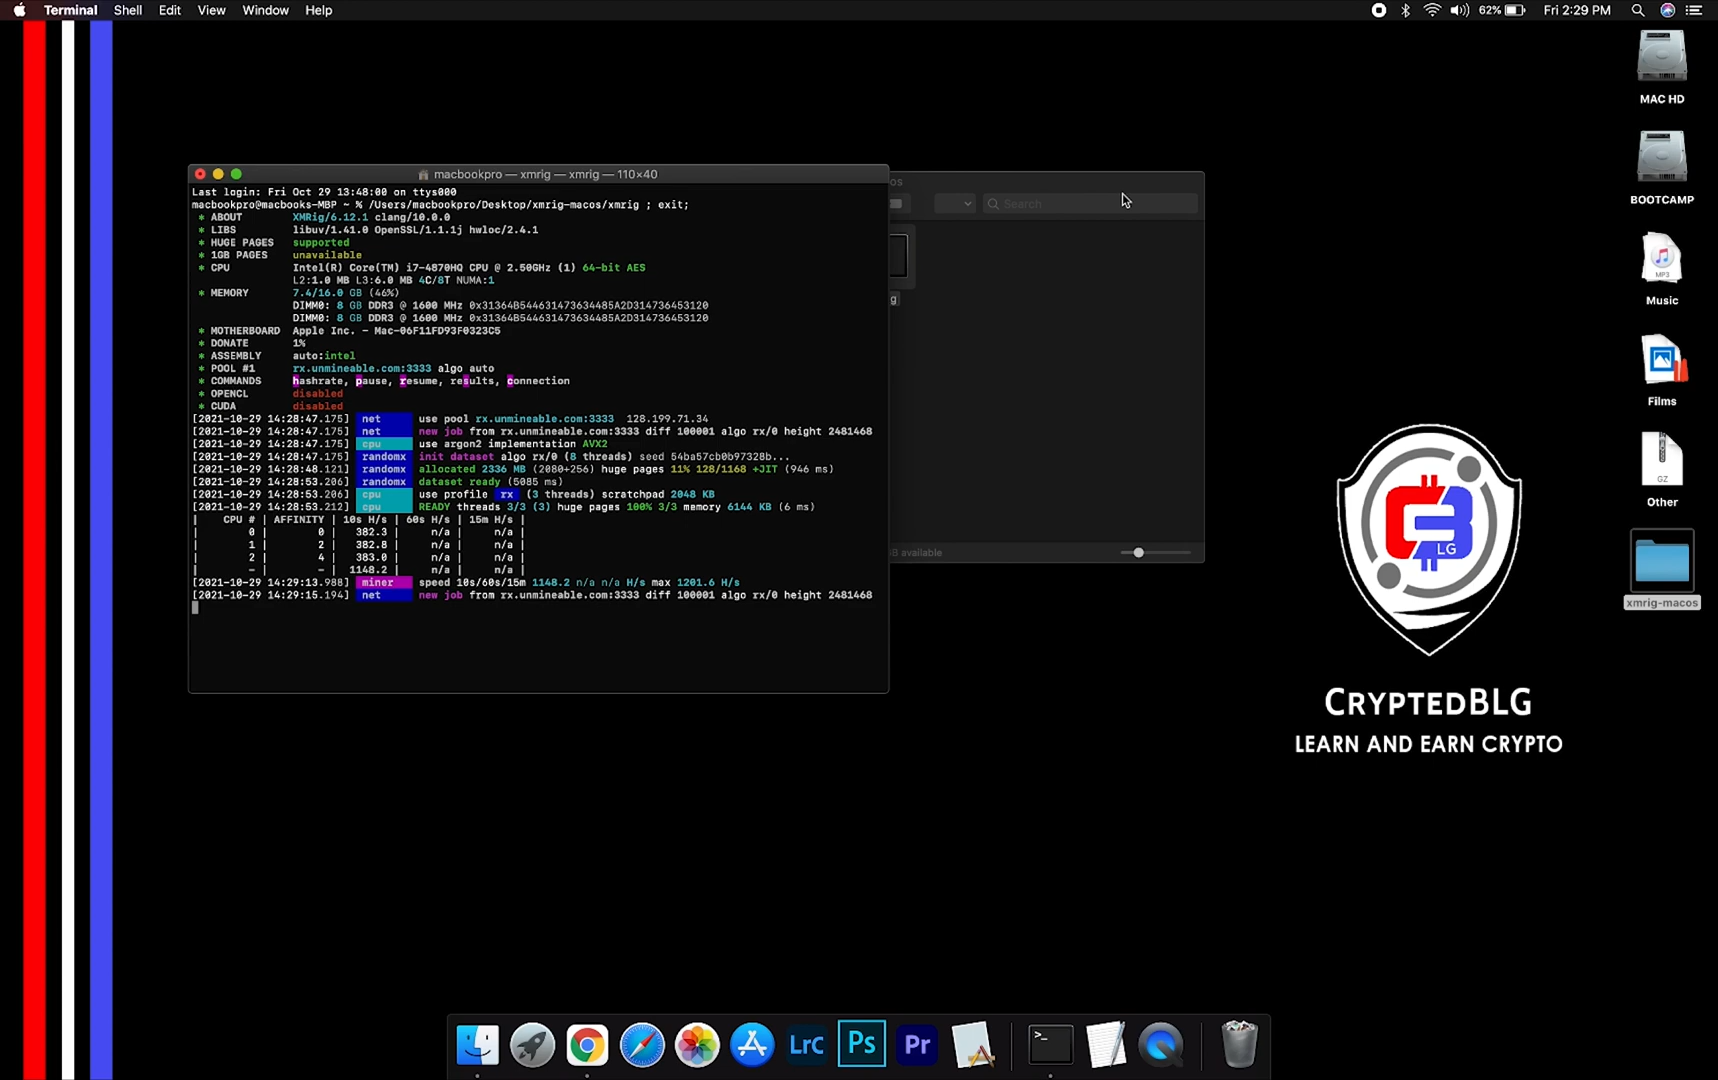 Terminal Shell Edit View Window Help
62% Fri 2:29 PM
macbookpro — xmrig — xmrig — 110×40
Last login: Fri Oct 29 13:48:00 on ttys000
macbookpro@macbooks-MBP ~ % /Users/macbookpro/Desktop/xmrig-macos/xmrig ; exit;
* ABOUT XMRig/6.12.1 clang/10.0.0
* LIBS libuv/1.41.0 OpenSSL/1.1.1j hwloc/2.4.1
* HUGE PAGES supported
* 1GB PAGES unavailable
* CPU Intel(R) Core(TM) i7-4870HQ CPU @ 2.50GHz (1) 64-bit AES
L2:1.0 MB L3:6.0 MB 4C/8T NUMA:1
* MEMORY 7.4/16.0 GB (46%)
DIMM0: 8 GB DDR3 @ 1600 MHz 0x31364B544631473634485A2D314736453120
DIMM0: 8 GB DDR3 @ 1600 MHz 0x31364B544631473634485A2D314736453120
* MOTHERBOARD Apple Inc. - Mac-06F11FD93F0323C5
* DONATE 1%
* ASSEMBLY auto:intel
* POOL #1 rx.unmineable.com:3333 algo auto
* COMMANDS hashrate, pause, resume, results, connection
* OPENCL disabled
* CUDA disabled
[2021-10-29 14:28:47.175] net use pool rx.unmineable.com:3333 128.199.71.34
[2021-10-29 14:28:47.175] net new job from rx.unmineable.com:3333 diff 100001 algo rx/0 height 2481468
[2021-10-29 14:28:47.175] cpu use argon2 implementation AVX2
[2021-10-29 14:28:47.175] randomx init dataset algo rx/0 (8 threads) seed 54ba57cb0b97328b...
[2021-10-29 14:28:48.121] randomx allocated 2336 MB (2080+256) huge pages 11% 128/1168 +JIT (946 ms)
[2021-10-29 14:28:53.206] randomx dataset ready (5085 ms)
[2021-10-29 14:28:53.206] cpu use profile rx (3 threads) scratchpad 2048 KB
[2021-10-29 14:28:53.212] cpu READY threads 3/3 (3) huge pages 100% 3/3 memory 6144 KB (6 ms)
| CPU # | AFFINITY | 10s H/s | 60s H/s | 15m H/s |
| 0 | 0 | 382.3 | n/a | n/a |
| 1 | 2 | 382.8 | n/a | n/a |
| 2 | 4 | 383.0 | n/a | n/a |
| - | - | 1148.2 | n/a | n/a |
[2021-10-29 14:29:13.988] miner speed 10s/60s/15m 1148.2 n/a n/a H/s max 1201.6 H/s
[2021-10-29 14:29:15.194] net new job from rx.unmineable.com:3333 diff 100001 algo rx/0 height 2481468
os
Search
g
B available
MAC HD
BOOTCAMP
MP3
Music
Films
GZ
Other
xmrig-macos
LG
CRYPTEDBLG
LEARN AND EARN CRYPTO
LrC
Ps
Pr
>_